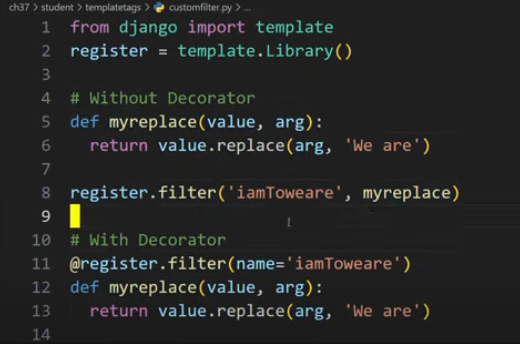 ch37 > student > templatetags > customfilter.py > ...
1 from django import template
2 register = template.Library()
3
4 # Without Decorator
5 def myreplace(value, arg):
6   return value.replace(arg, 'We are')
7
8 register.filter('iamToweare', myreplace)
9
10 # With Decorator
11 @register.filter(name='iamToweare')
12 def myreplace(value, arg):
13   return value.replace(arg, 'We are')
14